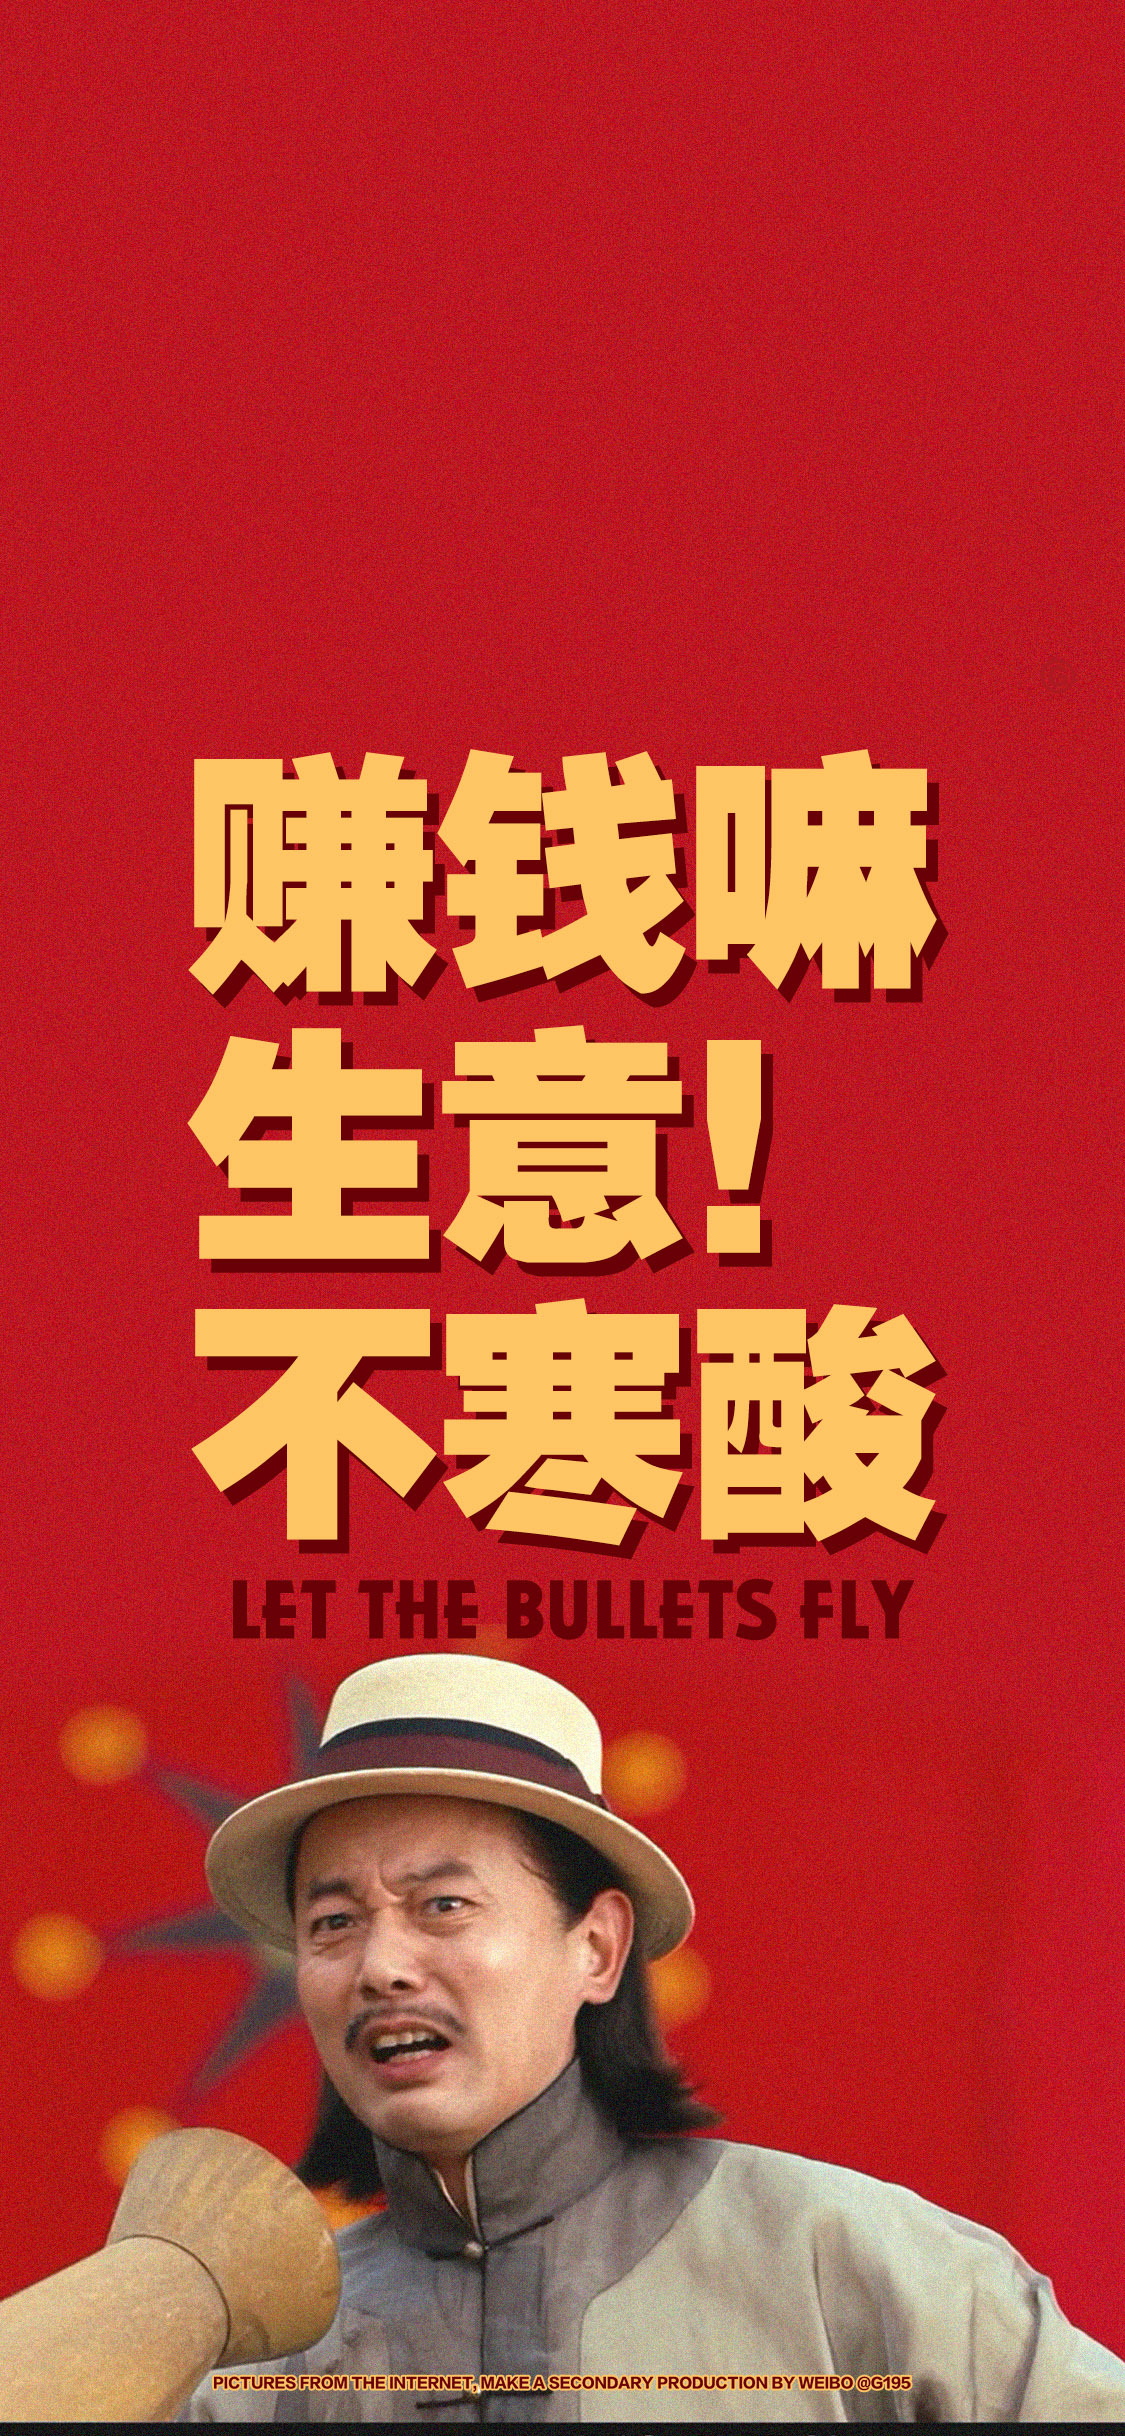 赚钱嘛
生意!
不寒酸
LET THE BULLETS FLY
PICTURES FROM THE INTERNET, MAKE A SECONDARY PRODUCTION BY WEIBO @G195